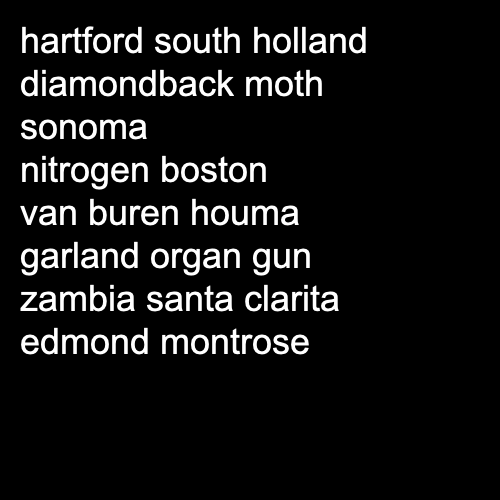 hartford south holland
diamondback moth
sonoma
nitrogen boston
van buren houma
garland organ gun
zambia santa clarita
edmond montrose